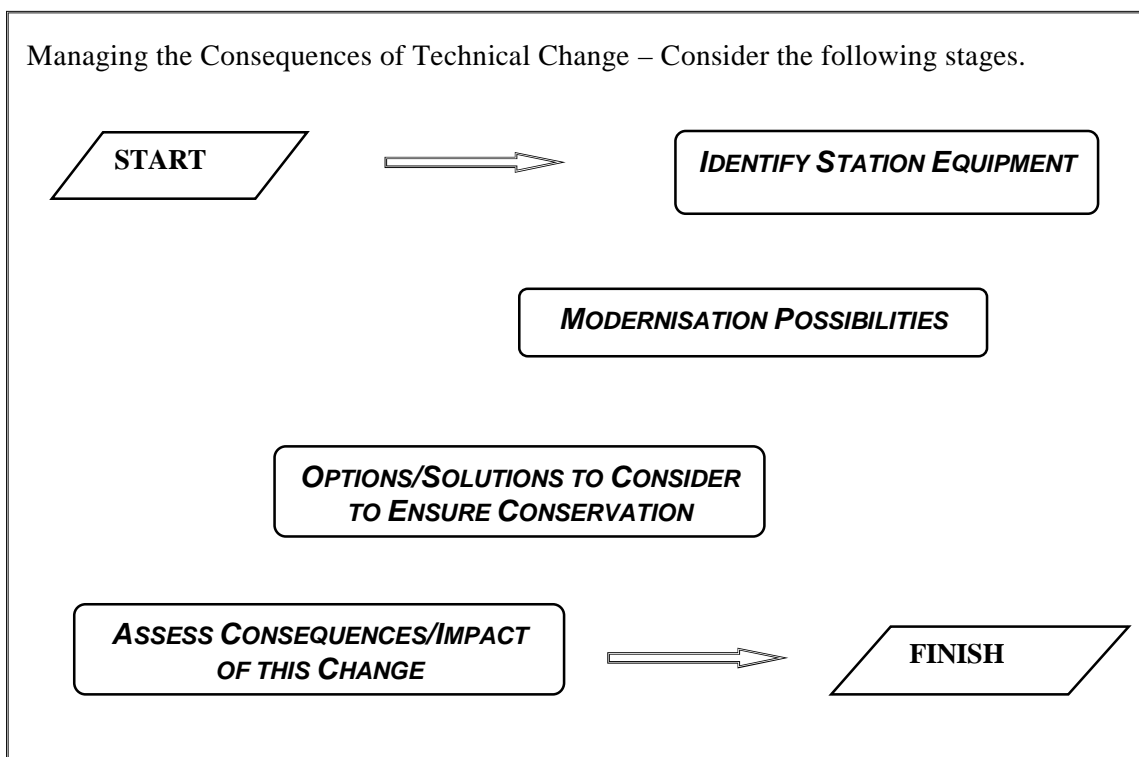 Managing the Consequences of Technical Change – Consider the following stages.
START
IDENTIFY STATION EQUIPMENT
MODERNISATION POSSIBILITIES
OPTIONS/SOLUTIONS TO CONSIDER
TO ENSURE CONSERVATION
ASSESS CONSEQUENCES/IMPACT
OF THIS CHANGE
FINISH